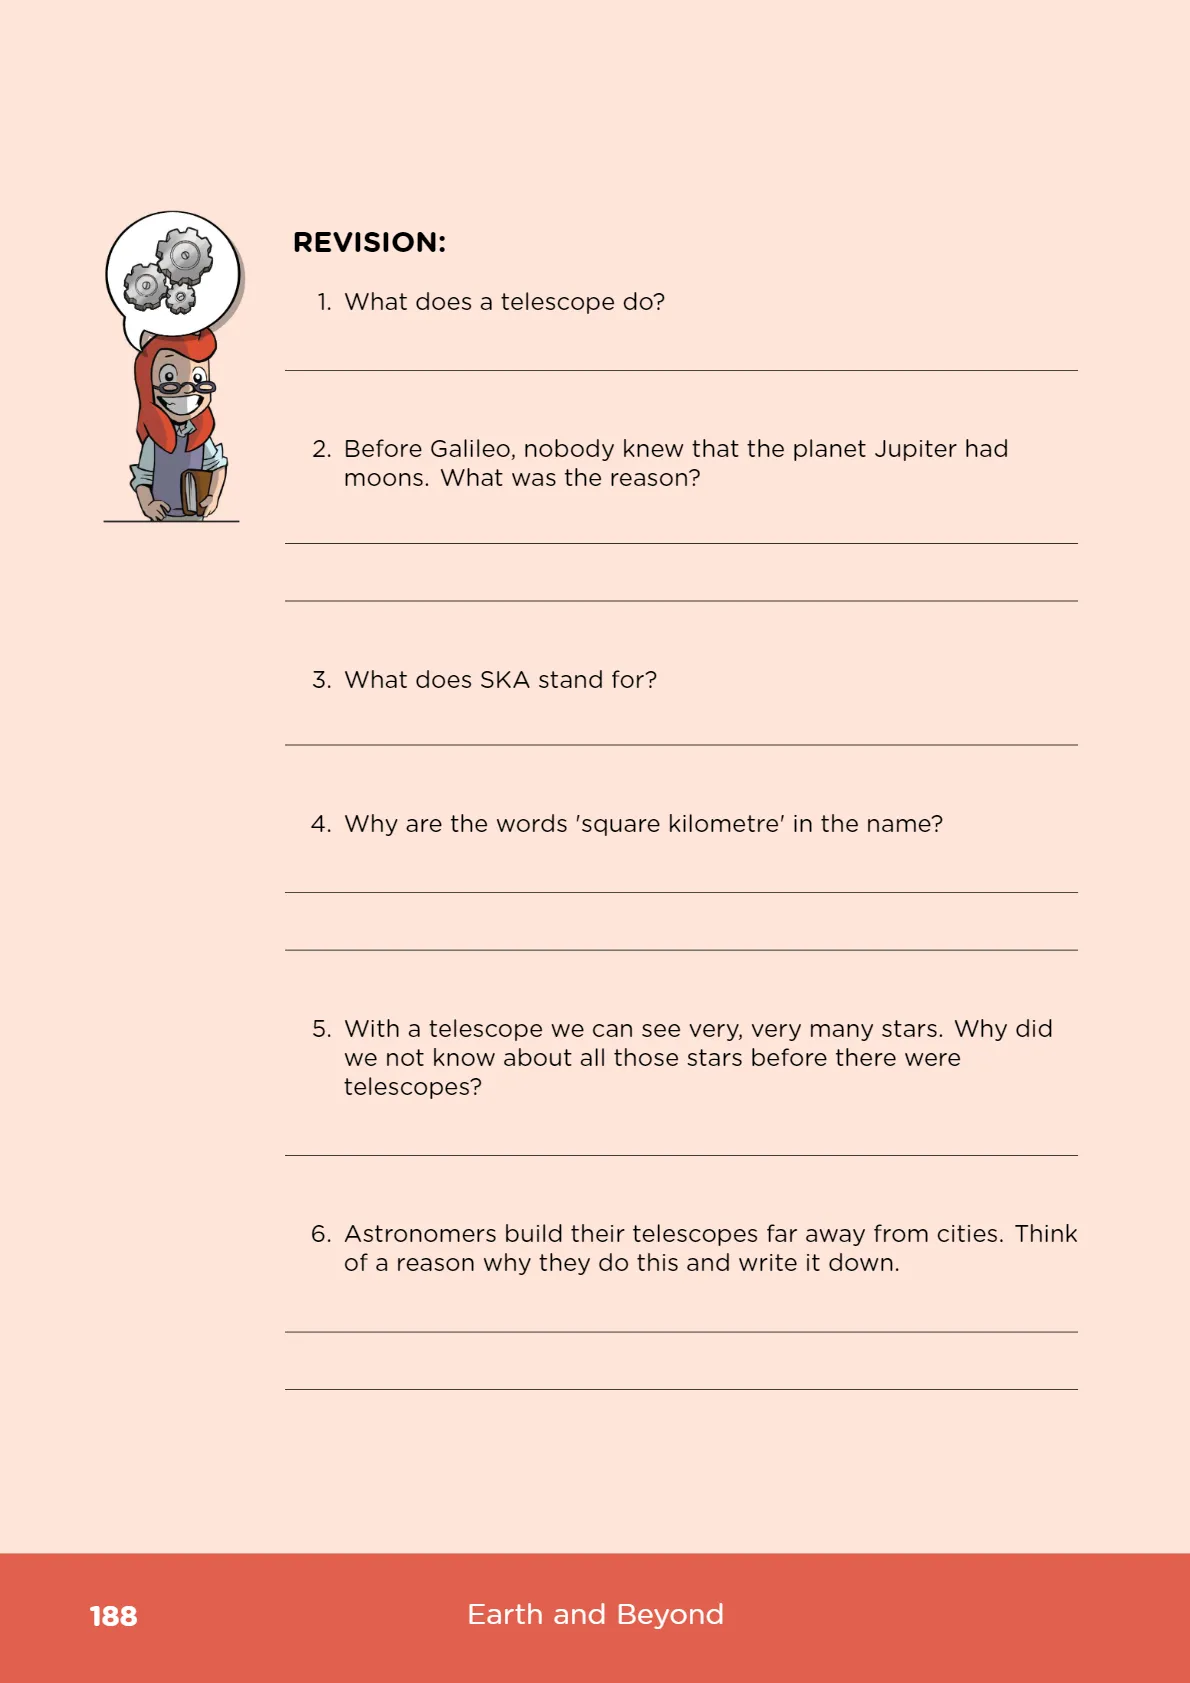 REVISION:
1. What does a telescope do?
2. Before Galileo, nobody knew that the planet Jupiter had
moons. What was the reason?
3. What does SKA stand for?
4. Why are the words 'square kilometre' in the name?
5. With a telescope we can see very, very many stars. Why did
we not know about all those stars before there were
telescopes?
6. Astronomers build their telescopes far away from cities. Think
of a reason why they do this and write it down.
188
Earth and Beyond